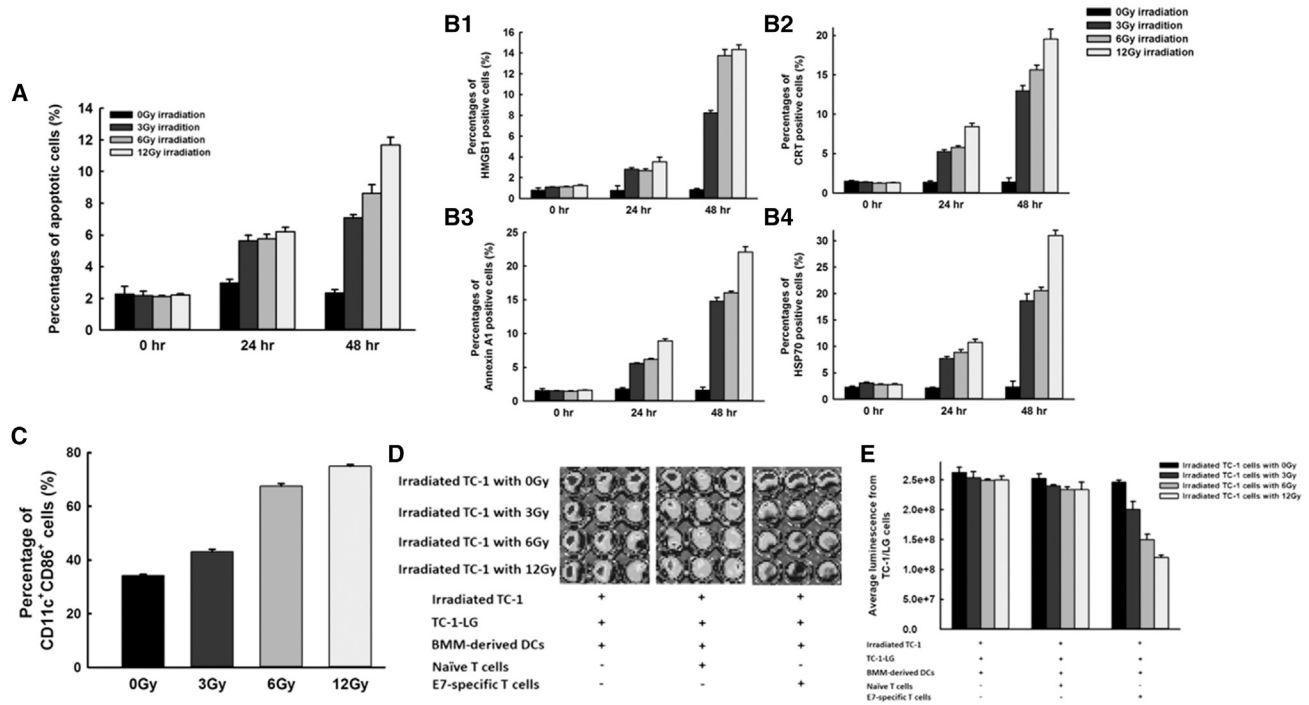 A
Percentages of apoptotic cells (%)
14
12
10
8
6
4
2
0
0Gy irradiation
3Gy irradition
6Gy irradiation
12Gy irradiation
0 hr
24 hr
48 hr
B1
Percentages of
HMGB1 positive cells (%)
16
14
12
10
8
6
4
2
0
0 hr
24 hr
48 hr
B2
Percentages of
CRT positive cells (%)
20
15
10
5
0
0 hr
24 hr
48 hr
0Gy irradiation
3Gy irradition
6Gy irradiation
12Gy irradiation
B3
Percentages of
Annexin A1 positive cells (%)
25
20
15
10
5
0
0 hr
24 hr
48 hr
B4
Percentages of
HSP70 positive cells (%)
30
25
20
15
10
5
0
0 hr
24 hr
48 hr
C
Percentage of
CD11c+CD86+ cells (%)
80
60
40
20
0
0Gy
3Gy
6Gy
12Gy
D
Irradiated TC-1 with 0Gy
Irradiated TC-1 with 3Gy
Irradiated TC-1 with 6Gy
Irradiated TC-1 with 12Gy
Irradiated TC-1 + + +
TC-1-LG + + +
BMM-derived DCs + + +
Naïve T cells - + -
E7-specific T cells - - +
E
Average luminescence from
TC-1/LG cells
2.5e+8
2.0e+8
1.5e+8
1.0e+8
5.0e+7
0.0
Irradiated TC-1 cells with 0Gy
Irradiated TC-1 cells with 3Gy
Irradiated TC-1 cells with 6Gy
Irradiated TC-1 cells with 12Gy
Irradiated TC-1 + + +
TC-1-LG + + +
BMM-derived DCs + + +
Naïve T cells - + -
E7-specific T cells - - +